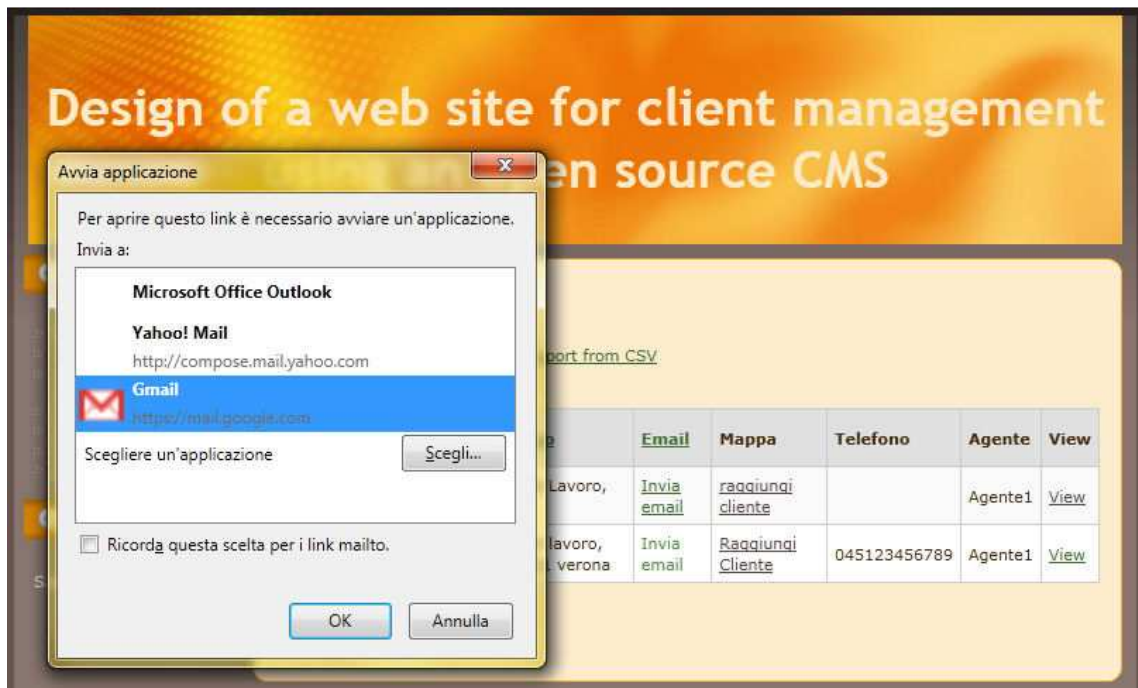 Design of a web site for client management
en source CMS
Avvia applicazione
Per aprire questo link è necessario avviare un'applicazione.
Invia a:
Microsoft Office Outlook
Yahoo! Mail
http://compose.mail.yahoo.com
Gmail
https://mail.google.com
Scegliere un'applicazione
Scegli...
Ricorda questa scelta per i link mailto.
OK Annulla
port from CSV
Email Mappa Telefono Agente View
Lavoro, Invia email raggiungi cliente Agente1 View
lavoro, verona Invia email Raggiungi Cliente 045123456789 Agente1 View